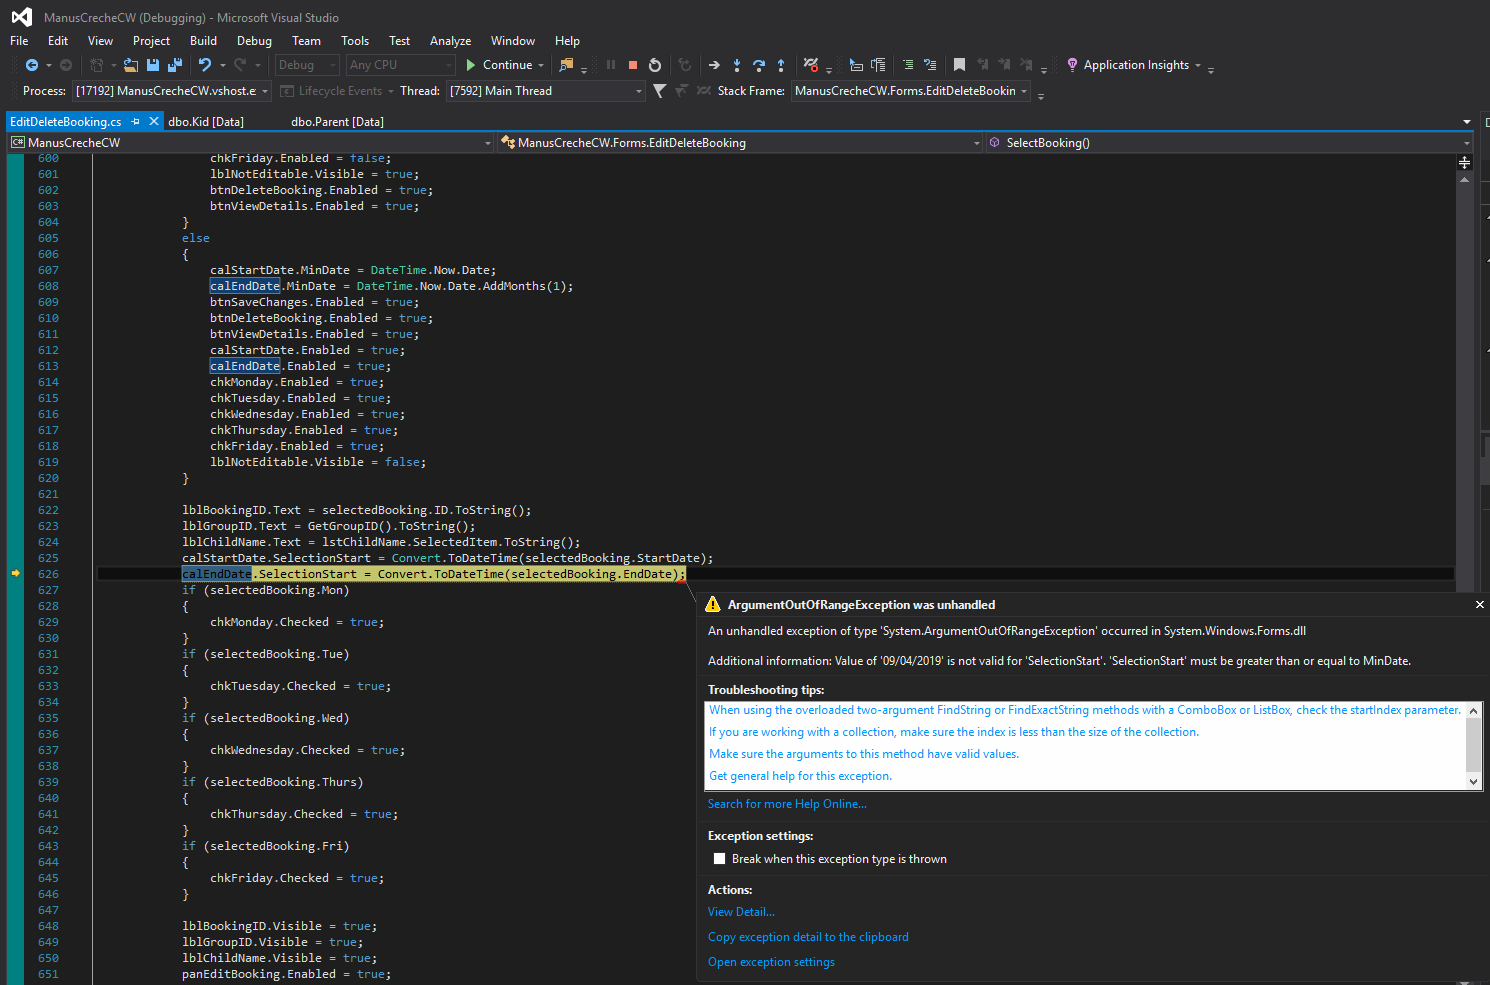 ManusCrecheCW (Debugging) - Microsoft Visual Studio
File Edit View Project Build Debug Team Tools Test Analyze Window Help
Debug Any CPU Continue Application Insights
Process: [17192] ManusCrecheCW.vshost.e Lifecycle Events Thread: [7592] Main Thread Stack Frame: ManusCrecheCW.Forms.EditDeleteBookin
EditDeleteBooking.cs dbo.Kid [Data] dbo.Parent [Data]
C# ManusCrecheCW ManusCrecheCW.Forms.EditDeleteBooking SelectBooking()
600 chkFriday.Enabled = false;
601 lblNotEditable.Visible = true;
602 btnDeleteBooking.Enabled = true;
603 btnViewDetails.Enabled = true;
604 }
605 else
606 {
607 calStartDate.MinDate = DateTime.Now.Date;
608 calEndDate.MinDate = DateTime.Now.Date.AddMonths(1);
609 btnSaveChanges.Enabled = true;
610 btnDeleteBooking.Enabled = true;
611 btnViewDetails.Enabled = true;
612 calStartDate.Enabled = true;
613 calEndDate.Enabled = true;
614 chkMonday.Enabled = true;
615 chkTuesday.Enabled = true;
616 chkWednesday.Enabled = true;
617 chkThursday.Enabled = true;
618 chkFriday.Enabled = true;
619 lblNotEditable.Visible = false;
620 }
621
622 lblBookingID.Text = selectedBooking.ID.ToString();
623 lblGroupID.Text = GetGroupID().ToString();
624 lblChildName.Text = lstChildName.SelectedItem.ToString();
625 calStartDate.SelectionStart = Convert.ToDateTime(selectedBooking.StartDate);
626 calEndDate.SelectionStart = Convert.ToDateTime(selectedBooking.EndDate);
627 if (selectedBooking.Mon)
628 {
629 chkMonday.Checked = true;
630 }
631 if (selectedBooking.Tue)
632 {
633 chkTuesday.Checked = true;
634 }
635 if (selectedBooking.Wed)
636 {
637 chkWednesday.Checked = true;
638 }
639 if (selectedBooking.Thurs)
640 {
641 chkThursday.Checked = true;
642 }
643 if (selectedBooking.Fri)
644 {
645 chkFriday.Checked = true;
646 }
647
648 lblBookingID.Visible = true;
649 lblGroupID.Visible = true;
650 lblChildName.Visible = true;
651 panEditBooking.Enabled = true;
ArgumentOutOfRangeException was unhandled
An unhandled exception of type 'System.ArgumentOutOfRangeException' occurred in System.Windows.Forms.dll
Additional information: Value of '09/04/2019' is not valid for 'SelectionStart'. 'SelectionStart' must be greater than or equal to MinDate.
Troubleshooting tips:
When using the overloaded two-argument FindString or FindExactString methods with a ComboBox or ListBox, check the startIndex parameter.
If you are working with a collection, make sure the index is less than the size of the collection.
Make sure the arguments to this method have valid values.
Get general help for this exception.
Search for more Help Online...
Exception settings:
Break when this exception type is thrown
Actions:
View Detail...
Copy exception detail to the clipboard
Open exception settings